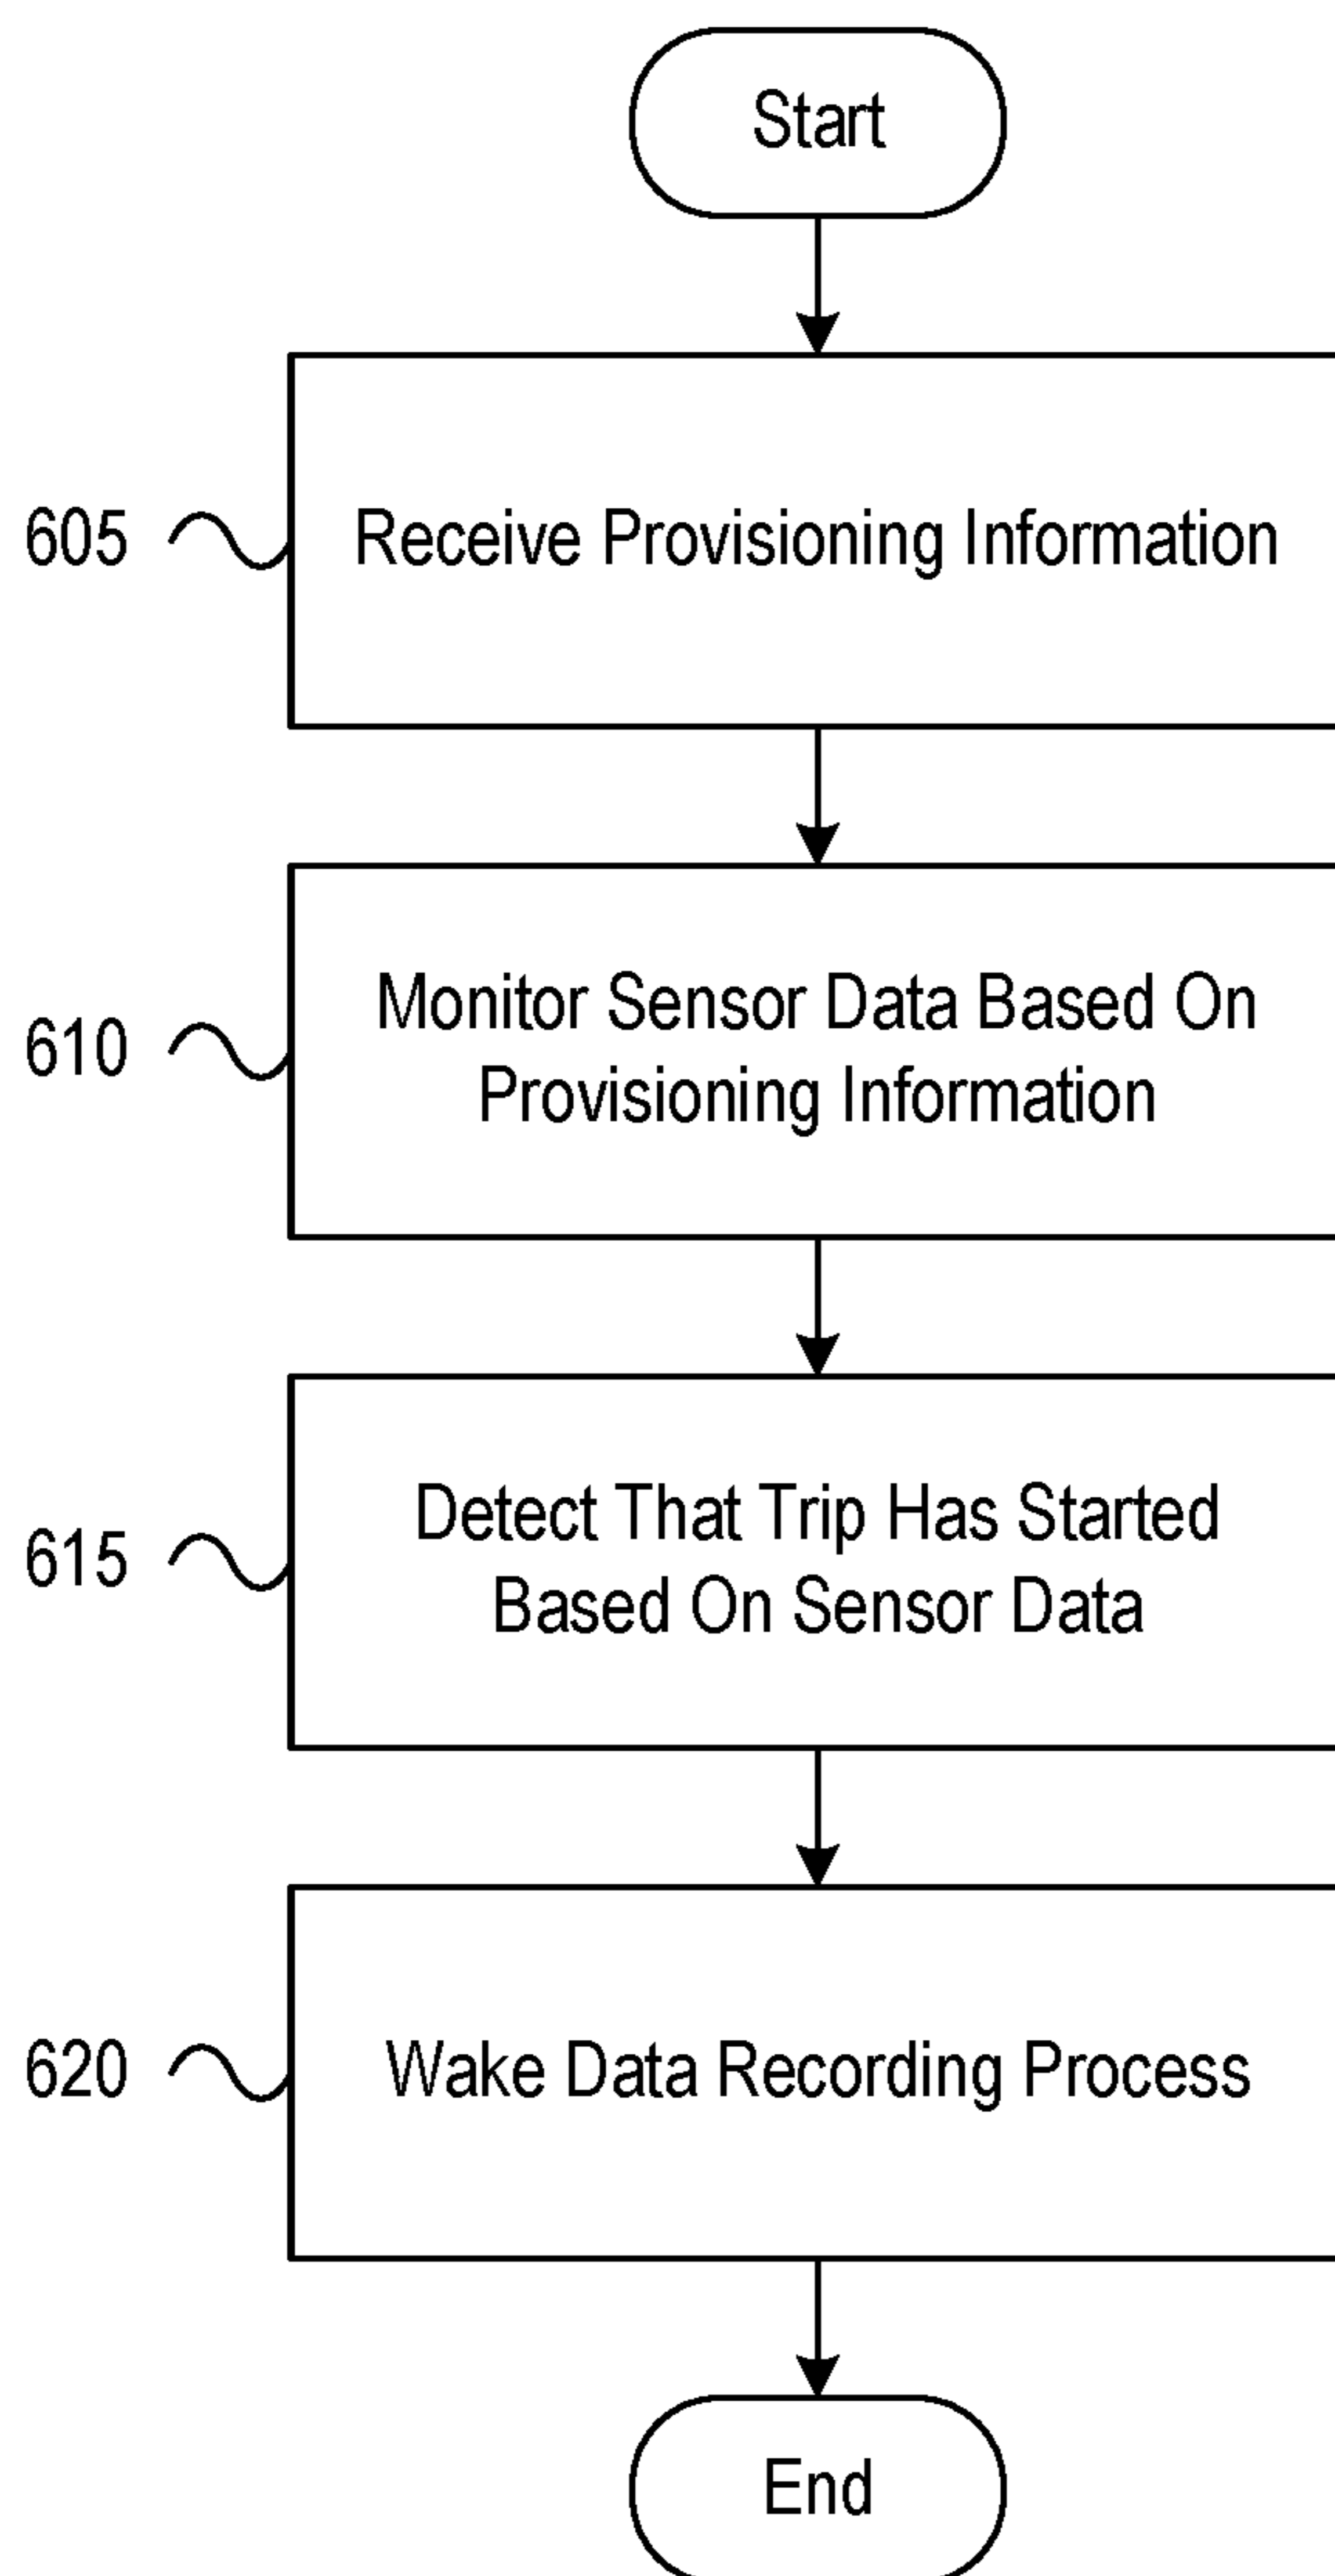 Start
605
Receive Provisioning Information
610
Monitor Sensor Data Based On
Provisioning Information
615
Detect That Trip Has Started
Based On Sensor Data
620
Wake Data Recording Process
End